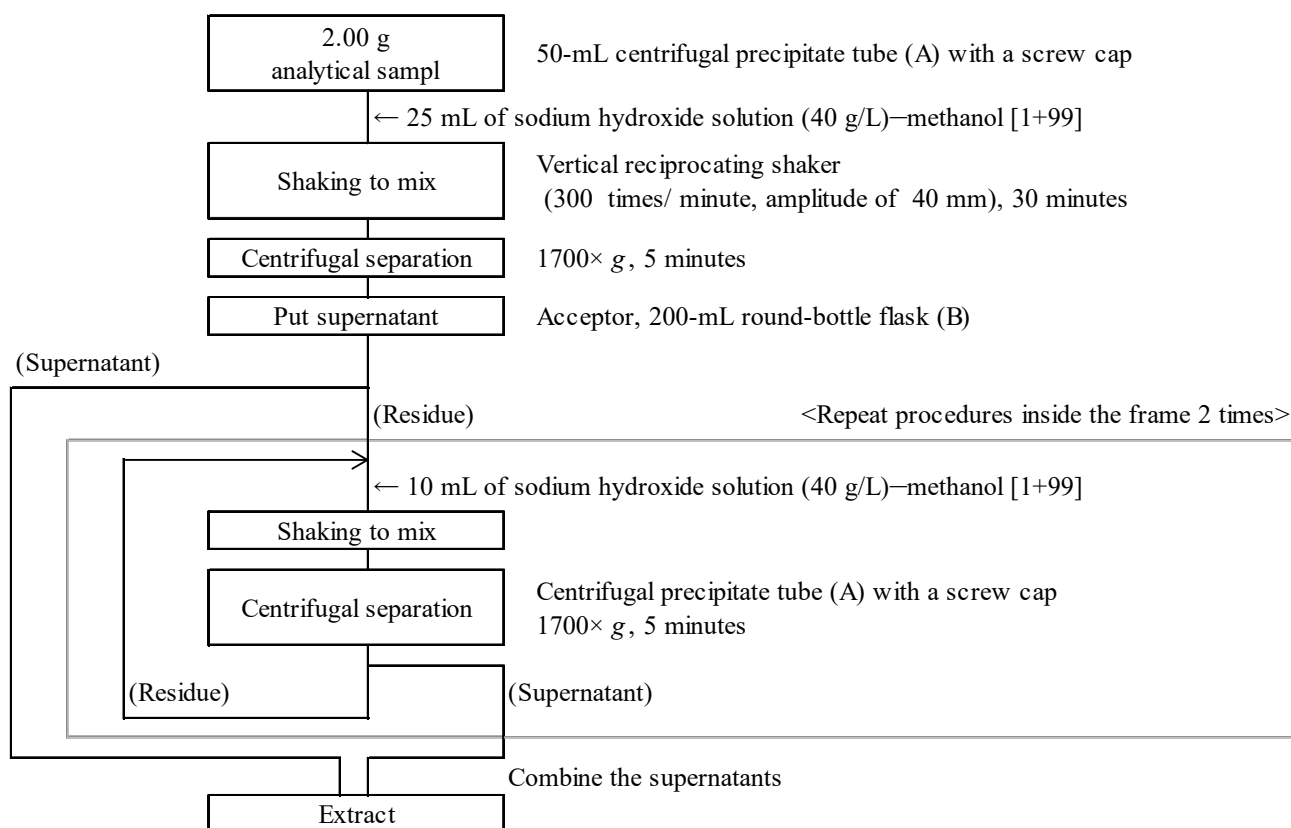 2.00 g
analytical sampl
50-mL centrifugal precipitate tube (A) with a screw cap
← 25 mL of sodium hydroxide solution (40 g/L)−methanol [1+99]
Shaking to mix
Vertical reciprocating shaker
(300 times/ minute, amplitude of 40 mm), 30 minutes
Centrifugal separation
1700× g, 5 minutes
Put supernatant
Acceptor, 200-mL round-bottle flask (B)
(Supernatant)
(Residue)
<Repeat procedures inside the frame 2 times>
← 10 mL of sodium hydroxide solution (40 g/L)−methanol [1+99]
Shaking to mix
Centrifugal separation
Centrifugal precipitate tube (A) with a screw cap
1700× g, 5 minutes
(Residue)
(Supernatant)
Combine the supernatants
Extract